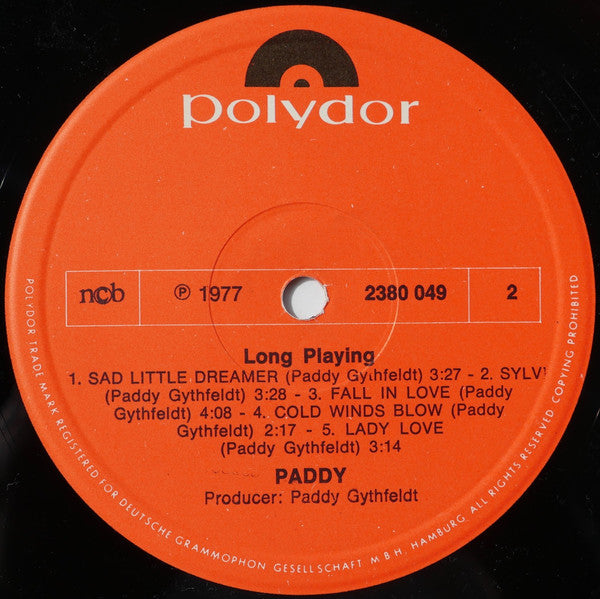 polydor
ncb
℗ 1977
2380 049
2
Long Playing
1. SAD LITTLE DREAMER (Paddy Gythfeldt) 3:27 - 2. SYLV
(Paddy Gythfeldt) 3:28 - 3. FALL IN LOVE (Paddy
Gythfeldt) 4:08 - 4. COLD WINDS BLOW (Paddy
Gythfeldt) 2:17 - 5. LADY LOVE
(Paddy Gythfeldt) 3:14
PADDY
Producer: Paddy Gythfeldt
POLYDOR TRADE MARK REGISTERED FOR DEUTSCHE GRAMMOPHON GESELLSCHAFT M B H, HAMBURG. ALL RIGHTS RESERVED COPYING PROHIBITED